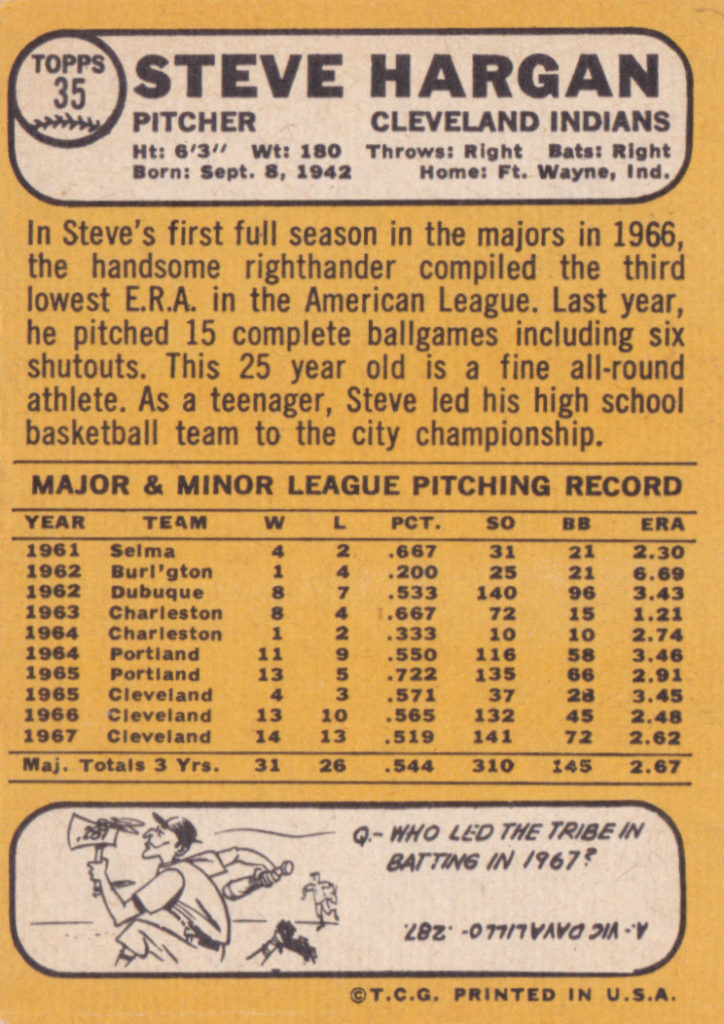 TOPPS
35
STEVE HARGAN
PITCHER CLEVELAND INDIANS
Ht: 6'3" Wt: 180 Throws: Right Bats: Right
Born: Sept. 8, 1942 Home: Ft. Wayne, Ind.
In Steve's first full season in the majors in 1966,
the handsome righthander compiled the third
lowest E.R.A. in the American League. Last year,
he pitched 15 complete ballgames including six
shutouts. This 25 year old is a fine all-round
athlete. As a teenager, Steve led his high school
basketball team to the city championship.
MAJOR & MINOR LEAGUE PITCHING RECORD
YEAR TEAM W L PCT. SO BB ERA
1961 Selma 4 2 .667 31 21 2.30
1962 Burl'gton 1 4 .200 25 21 6.69
1962 Dubuque 8 7 .533 140 96 3.43
1963 Charleston 8 4 .667 72 15 1.21
1964 Charleston 1 2 .333 10 10 2.74
1964 Portland 11 9 .550 116 58 3.46
1965 Portland 13 5 .722 135 66 2.91
1965 Cleveland 4 3 .571 37 28 3.45
1966 Cleveland 13 10 .565 132 45 2.48
1967 Cleveland 14 13 .519 141 72 2.62
Maj. Totals 3 Yrs. 31 26 .544 310 145 2.67
.287
Q.- WHO LED THE TRIBE IN
BATTING IN 1967?
A- VIC DAVALILLO- .287
©T.C.G. PRINTED IN U.S.A.